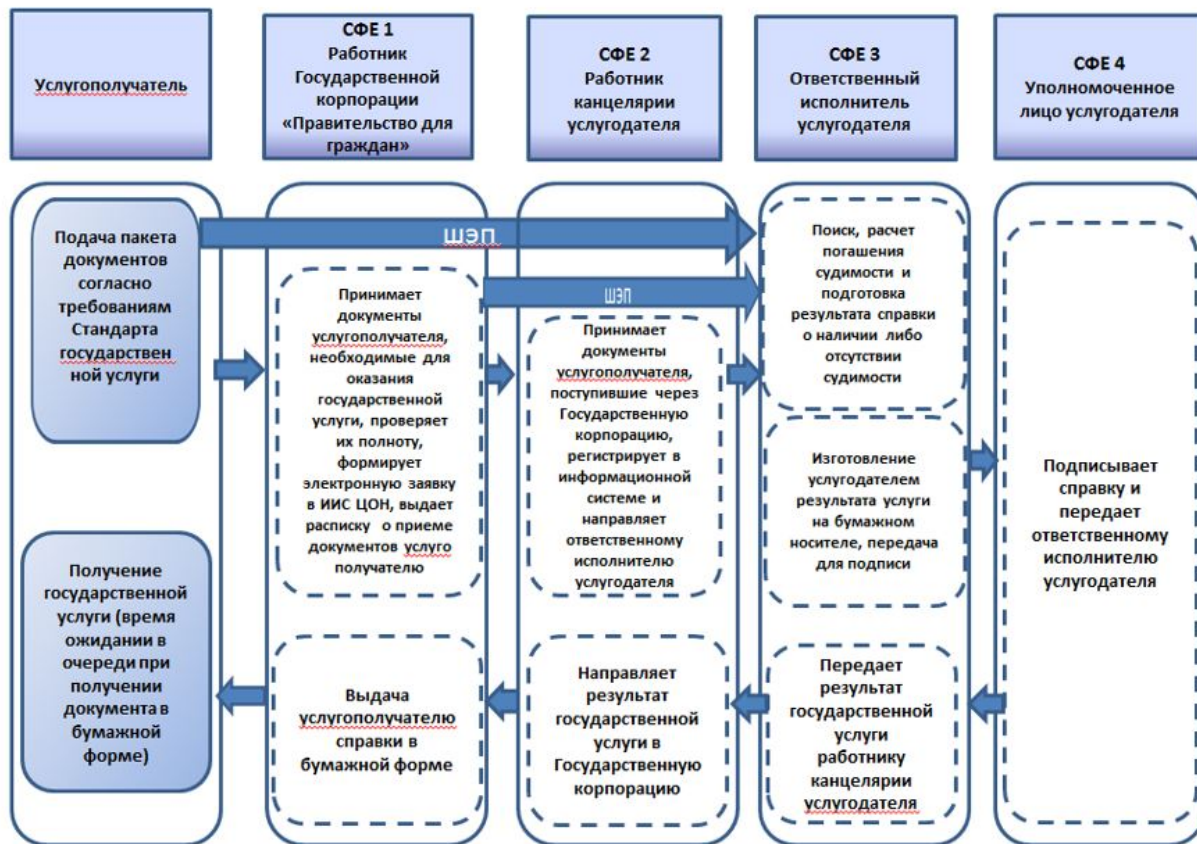 Услугополучатель
СФЕ 1
Работник
Государственной
корпорации
«Правительство для
граждан»
СФЕ 2
Работник
канцелярии
услугодателя
СФЕ 3
Ответственный
исполнитель
услугодателя
СФЕ 4
Уполномоченное
лицо услугодателя
Подача пакета
документов
согласно
требованиям
Стандарта
государствен
ной услуги
ШЭП
ШЭП
Принимает
документы
услугополучателя,
необходимые для
оказания
государственной
услуги, проверяет
их полноту,
формирует
электронную заявку
в ИИС ЦОН, выдает
расписку о приеме
документов услуго
получателю
Принимает
документы
услугополучателя,
поступившие через
Государственную
корпорацию,
регистрирует в
информационной
системе и
направляет
ответственному
исполнителю
услугодателя
Поиск, расчет
погашения
судимости и
подготовка
результата справки
о наличии либо
отсутствии
судимости
Изготовление
услугодателем
результата услуги
на бумажном
носителе, передача
для подписи
Подписывает
справку и
передает
ответственному
исполнителю
услугодателя
Получение
государственной
услуги (время
ожидании в
очереди при
получении
документа в
бумажной
форме)
Выдача
услугополучателю
справки в
бумажной форме
Направляет
результат
государственной
услуги в
Государственную
корпорацию
Передает
результат
государственной
услуги
работнику
канцелярии
услугодателя